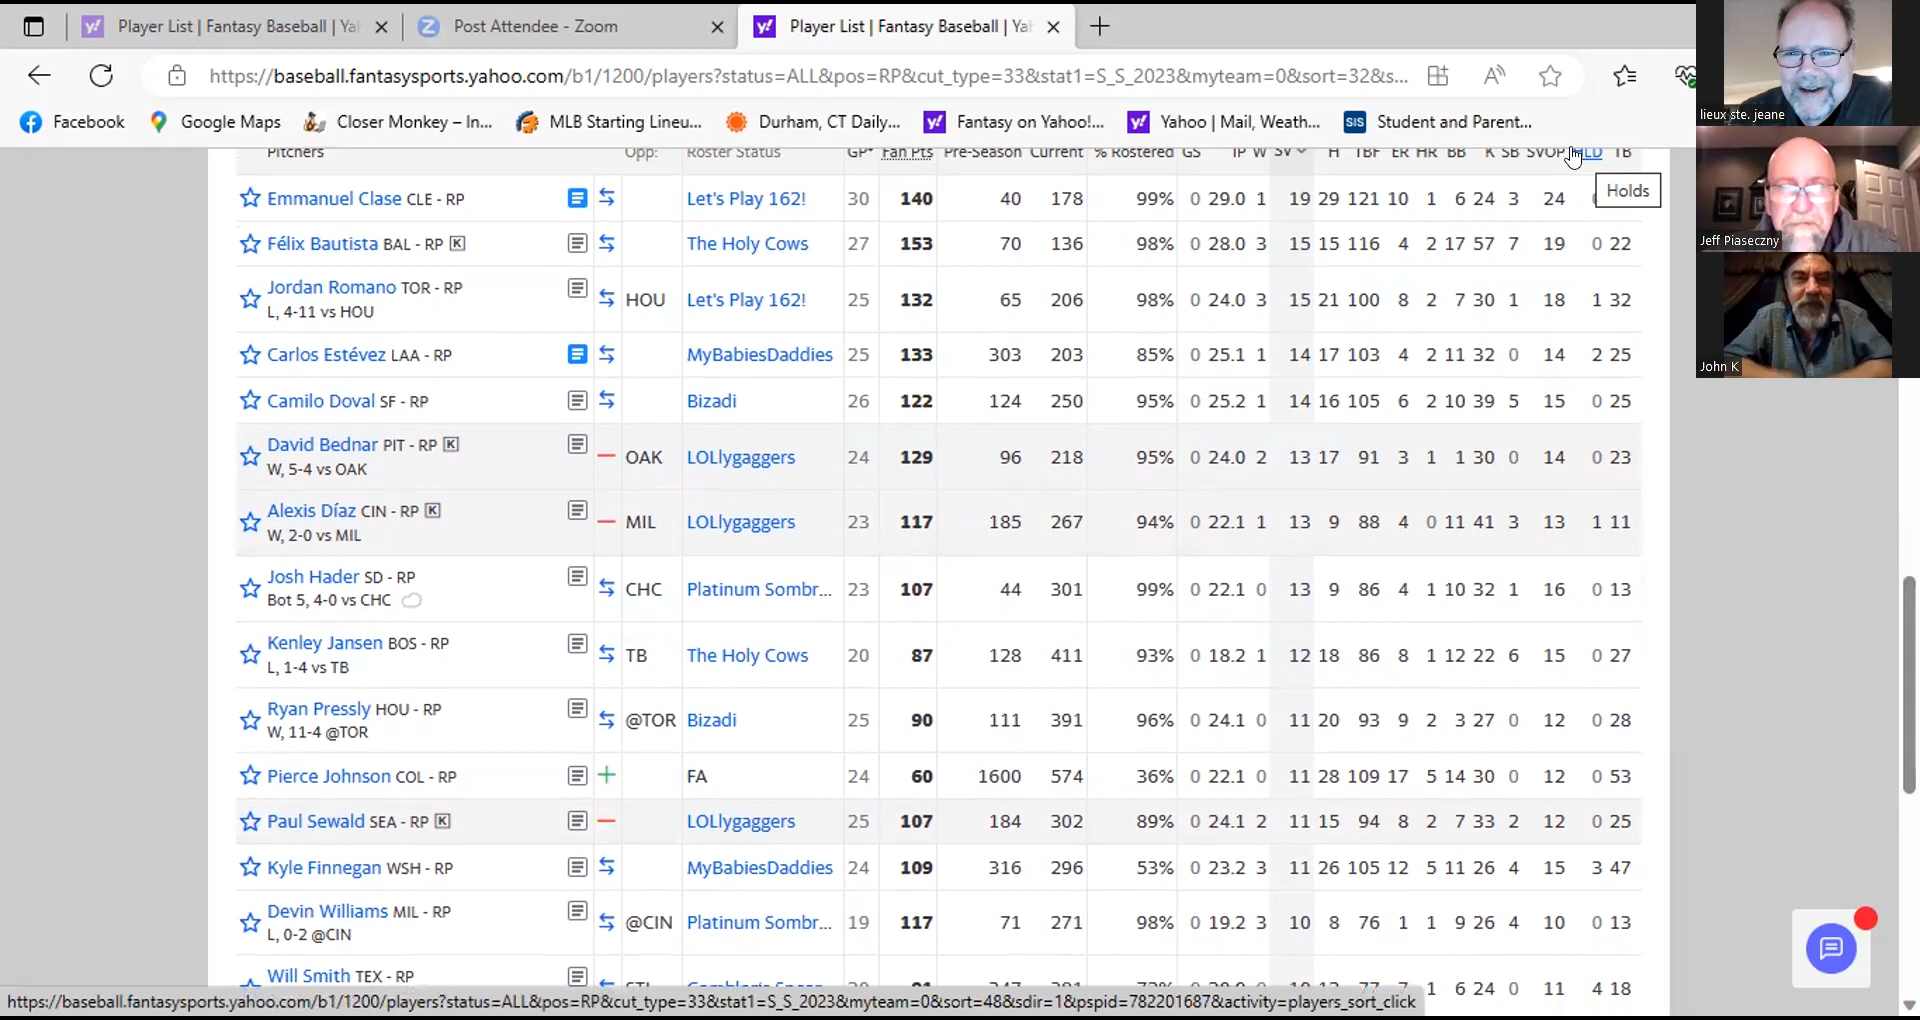 Player List | Fantasy Baseball | Ya
Post Attendee - Zoom
Player List | Fantasy Baseball | Ya
https://baseball.fantasysports.yahoo.com/b1/1200/players?status=ALL&pos=RP&cut_type=33&stat1=S_S_2023&myteam=0&sort=32&s...
Facebook Google Maps Closer Monkey – In... MLB Starting Lineu... Durham, CT Daily... Fantasy on Yahoo!... Yahoo | Mail, Weath... SIS Student and Parent...
lieux ste. jeane
Jeff Piaseczny
John K
Pitchers Opp: Roster Status GP* Fan Pts Pre-Season Current % Rostered GS IP W SV H TBF ER HR BB K SB SVOP TB
Holds
Emmanuel Clase CLE - RP Let's Play 162! 30 140 40 178 99% 0 29.0 1 19 29 121 10 1 6 24 3 24
Félix Bautista BAL - RP K The Holy Cows 27 153 70 136 98% 0 28.0 3 15 15 116 4 2 17 57 7 19 0 22
Jordan Romano TOR - RP HOU Let's Play 162! 25 132 65 206 98% 0 24.0 3 15 21 100 8 2 7 30 1 18 1 32
L, 4-11 vs HOU
Carlos Estévez LAA - RP MyBabiesDaddies 25 133 303 203 85% 0 25.1 1 14 17 103 4 2 11 32 0 14 2 25
Camilo Doval SF - RP Bizadi 26 122 124 250 95% 0 25.2 1 14 16 105 6 2 10 39 5 15 0 25
David Bednar PIT - RP K OAK LOLlygaggers 24 129 96 218 95% 0 24.0 2 13 17 91 3 1 1 30 0 14 0 23
W, 5-4 vs OAK
Alexis Díaz CIN - RP K MIL LOLlygaggers 23 117 185 267 94% 0 22.1 1 13 9 88 4 0 11 41 3 13 1 11
W, 2-0 vs MIL
Josh Hader SD - RP CHC Platinum Sombr... 23 107 44 301 99% 0 22.1 0 13 9 86 4 1 10 32 1 16 0 13
Bot 5, 4-0 vs CHC
Kenley Jansen BOS - RP TB The Holy Cows 20 87 128 411 93% 0 18.2 1 12 18 86 8 1 12 22 6 15 0 27
L, 1-4 vs TB
Ryan Pressly HOU - RP @TOR Bizadi 25 90 111 391 96% 0 24.1 0 11 20 93 9 2 3 27 0 12 0 28
W, 11-4 @TOR
Pierce Johnson COL - RP FA 24 60 1600 574 36% 0 22.1 0 11 28 109 17 5 14 30 0 12 0 53
Paul Sewald SEA - RP K LOLlygaggers 25 107 184 302 89% 0 24.1 2 11 15 94 8 2 7 33 2 12 0 25
Kyle Finnegan WSH - RP MyBabiesDaddies 24 109 316 296 53% 0 23.2 3 11 26 105 12 5 11 26 4 15 3 47
Devin Williams MIL - RP @CIN Platinum Sombr... 19 117 71 271 98% 0 19.2 3 10 8 76 1 1 9 26 4 10 0 13
L, 0-2 @CIN
Will Smith TEX - RP 1 6 24 0 11 4 18
https://baseball.fantasysports.yahoo.com/b1/1200/players?status=ALL&pos=RP&cut_type=33&stat1=S_S_2023&myteam=0&sort=48&sdir=1&pspid=782201687&activity=players_sort_click